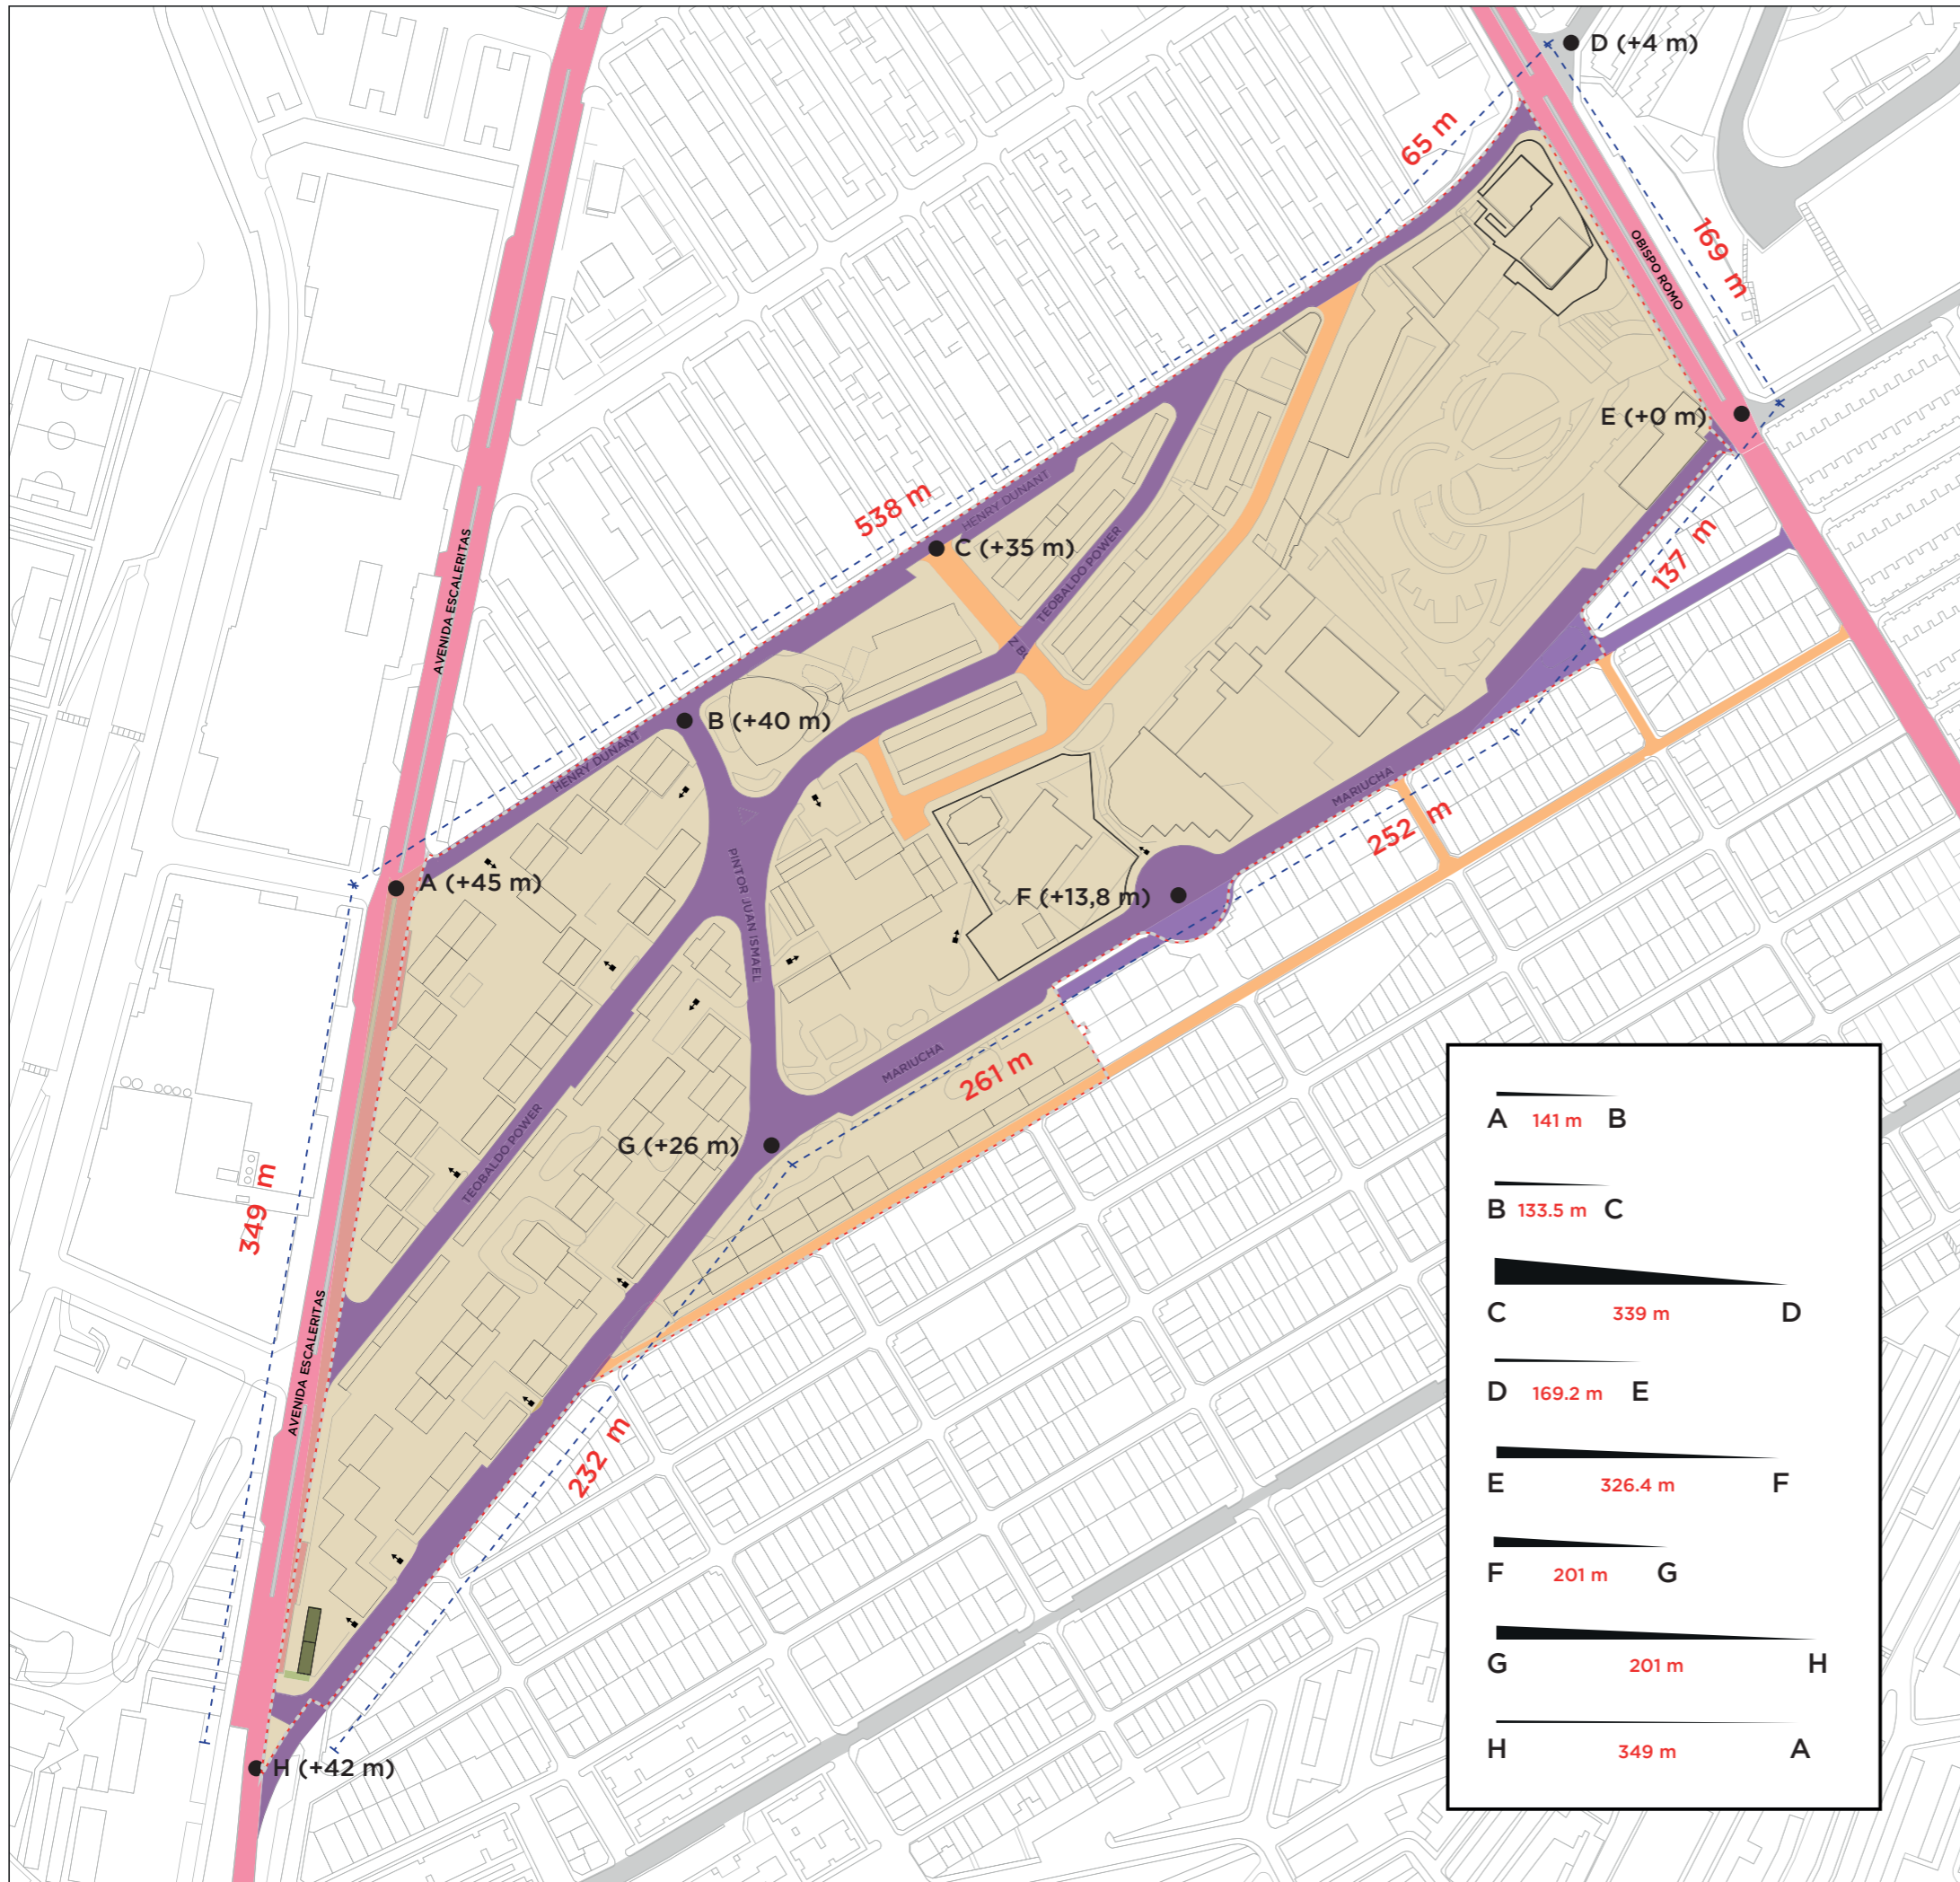 D (+4 m)
65 m
169 m
OBISPO ROMO
E (+0 m)
538 m
HENRY DUNANT
C (+35 m)
TEOBALDO POWER
137 m
AVENIDA ESCALERITAS
B (+40 m)
HENRY DUNANT
MARIUCHA
252 m
A (+45 m)
PINTOR JUAN ISMAEL
F (+13,8 m)
MARIUCHA
261 m
G (+26 m)
TEOBALDO POWER
349 m
AVENIDA ESCALERITAS
232 m
H (+42 m)
A 141 m B
B 133.5 m C
C 339 m D
D 169.2 m E
E 326.4 m F
F 201 m G
G 201 m H
H 349 m A